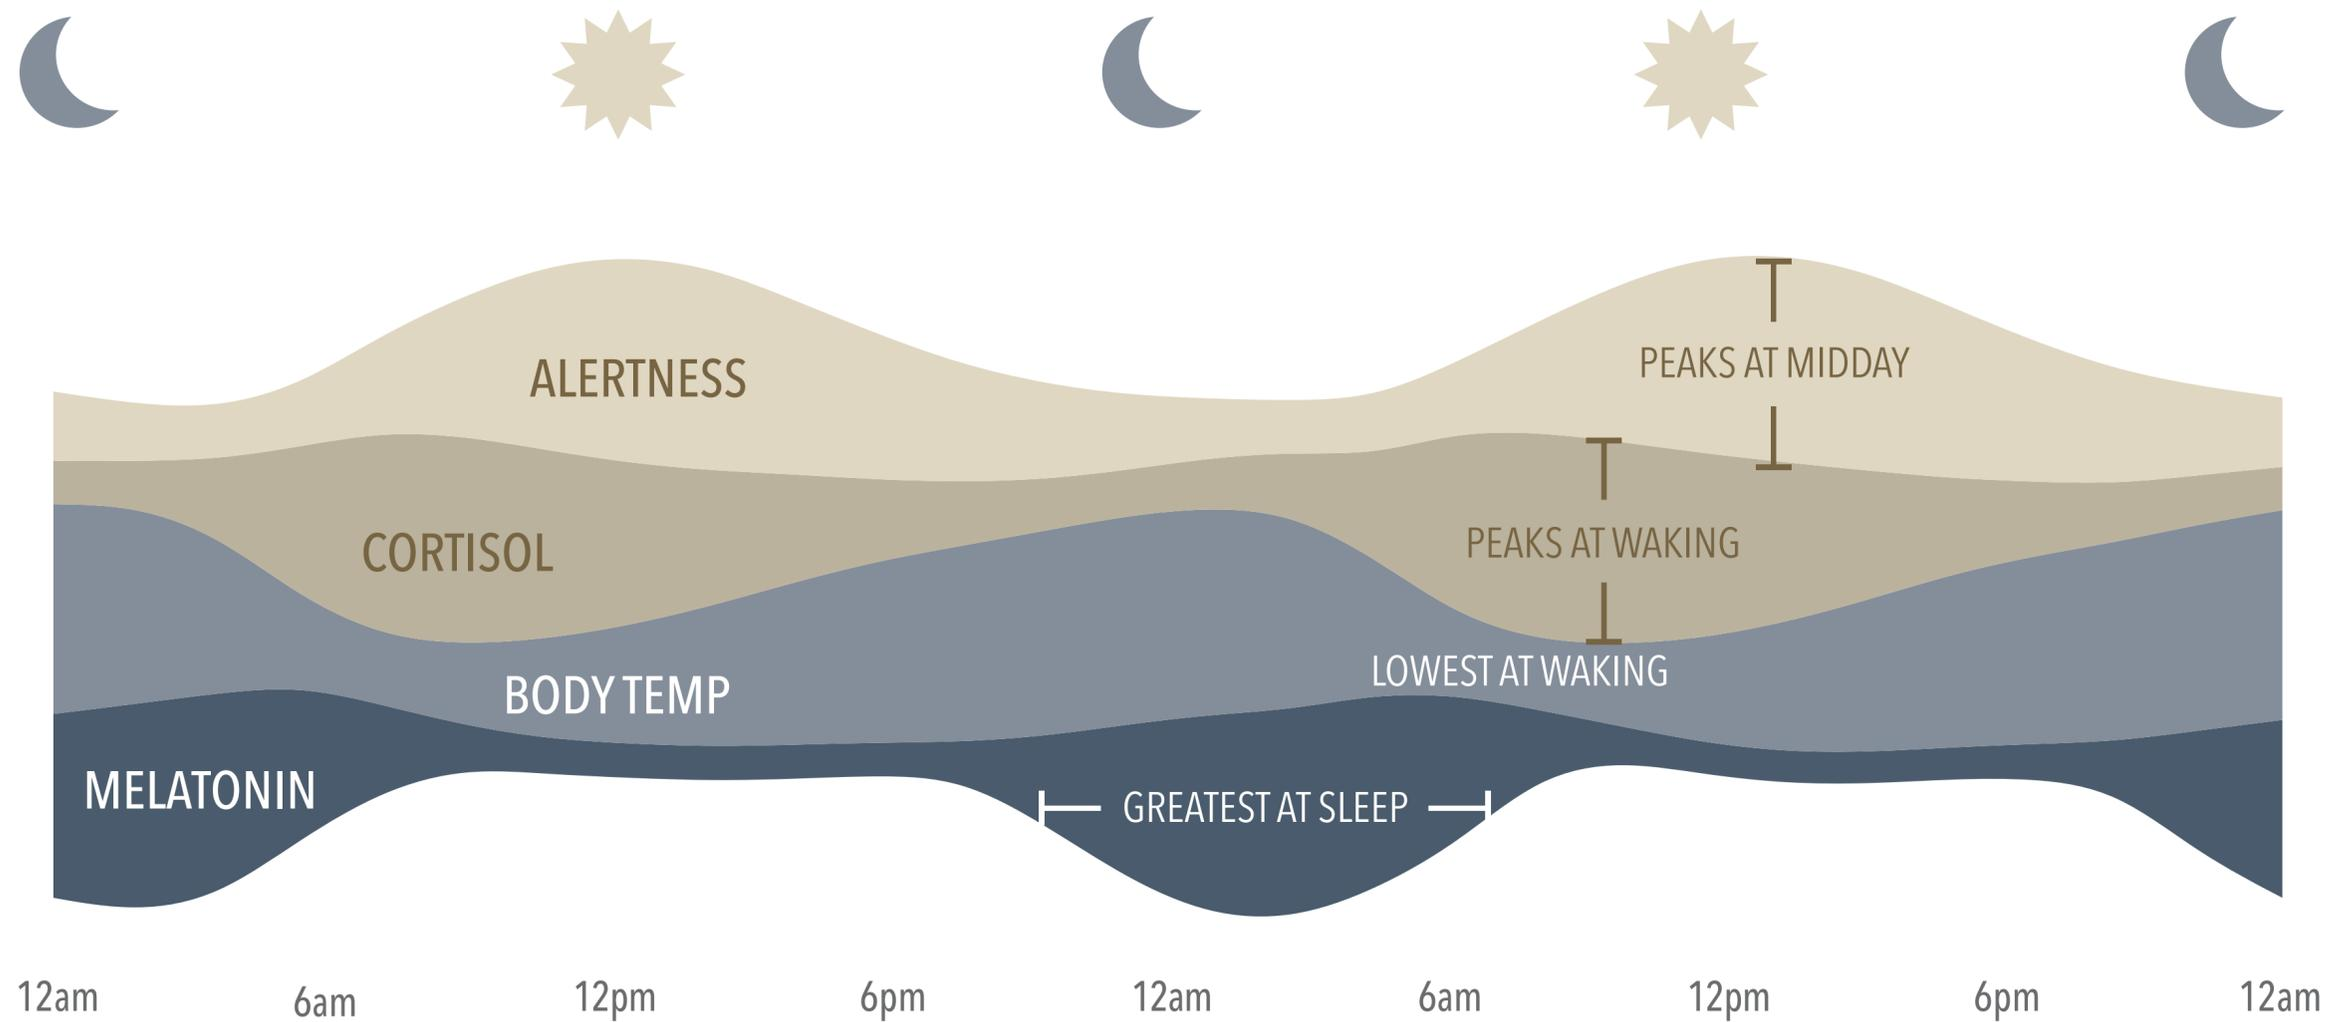 ALERTNESS
PEAKS AT MIDDAY
CORTISOL
PEAKS AT WAKING
BODY TEMP
LOWEST AT WAKING
MELATONIN
GREATEST AT SLEEP
12am 6am 12pm 6pm 12am 6am 12pm 6pm 12am